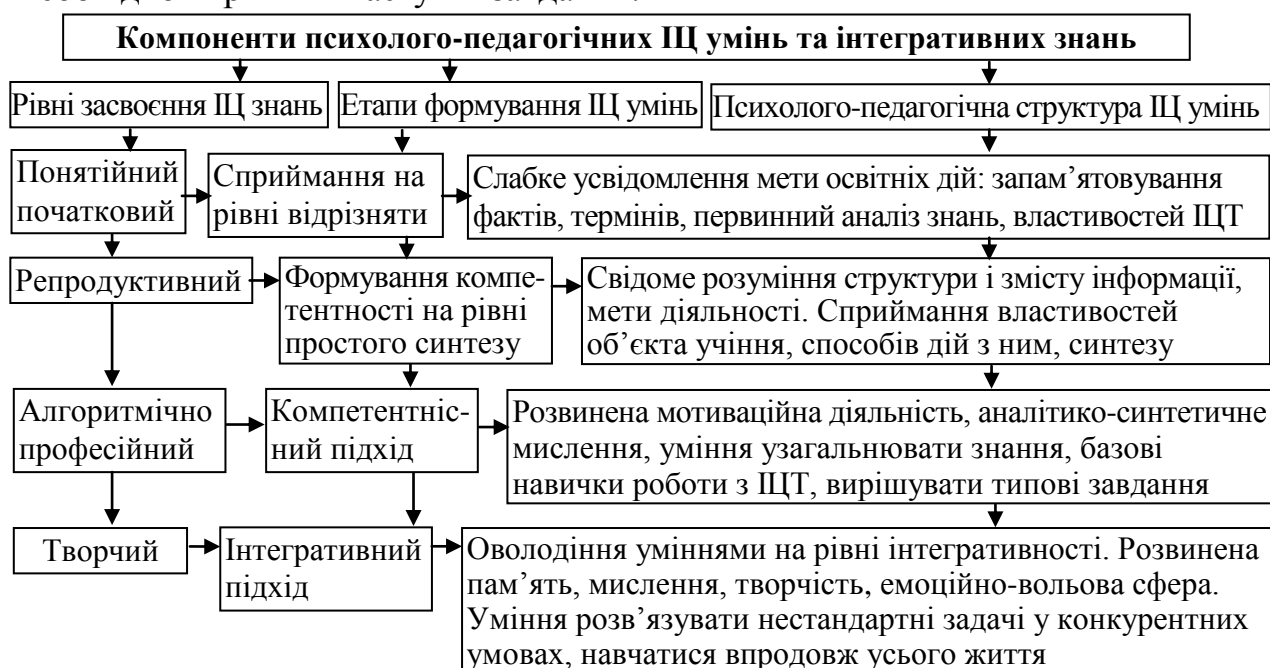 Компоненти психолого-педагогічних ІЦ умінь та інтегративних знань
Рівні засвоєння ІЦ знань
Етапи формування ІЦ умінь
Психолого-педагогічна структура ІЦ умінь
Понятійний
початковий
Сприймання на
рівні відрізняти
Слабке усвідомлення мети освітніх дій: запам’ятовування
фактів, термінів, первинний аналіз знань, властивостей ІЦТ
Репродуктивний
Формування компе-
тентності на рівні
простого синтезу
Свідоме розуміння структури і змісту інформації,
мети діяльності. Сприймання властивостей
об’єкта учіння, способів дій з ним, синтезу
Алгоритмічно
професійний
Компетентніс-
ний підхід
Розвинена мотиваційна діяльність, аналітико-синтетичне
мислення, уміння узагальнювати знання, базові
навички роботи з ІЦТ, вирішувати типові завдання
Творчий
Інтегративний
підхід
Оволодіння уміннями на рівні інтегративності. Розвинена
пам’ять, мислення, творчість, емоційно-вольова сфера.
Уміння розв’язувати нестандартні задачі у конкурентних
умовах, навчатися впродовж усього життя